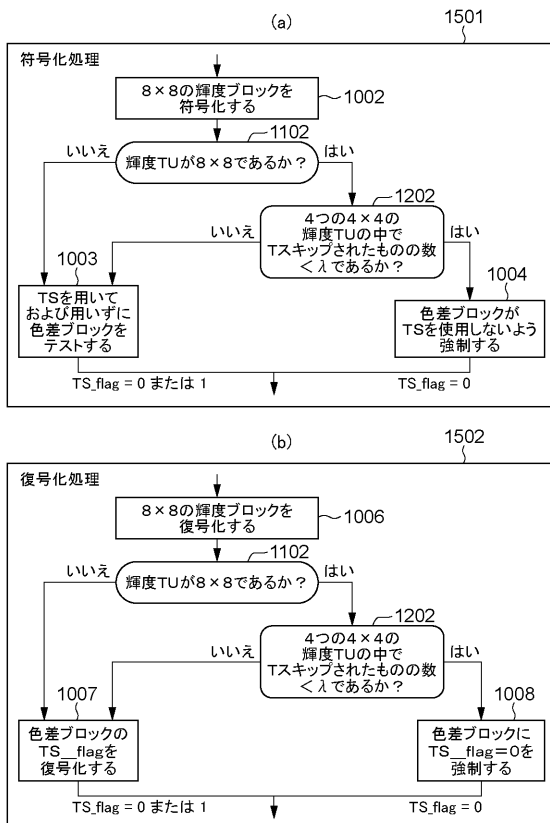 (a)
1501
符号化処理
8×8の輝度ブロックを
符号化する
1002
1102
いいえ
輝度TUが8×8であるか？
はい
1202
いいえ
4つの4×4の
輝度TUの中で
Tスキップされたものの数
＜λであるか？
はい
1003
TSを用いて
および用いずに
色差ブロックを
テストする
1004
色差ブロックが
TSを使用しないよう
強制する
TS_flag = 0 または 1
TS_flag = 0
(b)
1502
復号化処理
8×8の輝度ブロックを
復号化する
1006
1102
いいえ
輝度TUが8×8であるか？
はい
1202
いいえ
4つの4×4の
輝度TUの中で
Tスキップされたものの数
＜λであるか？
はい
1007
色差ブロックの
TS＿flagを
復号化する
1008
色差ブロックに
TS＿flag＝0を
強制する
TS_flag = 0 または 1
TS_flag = 0